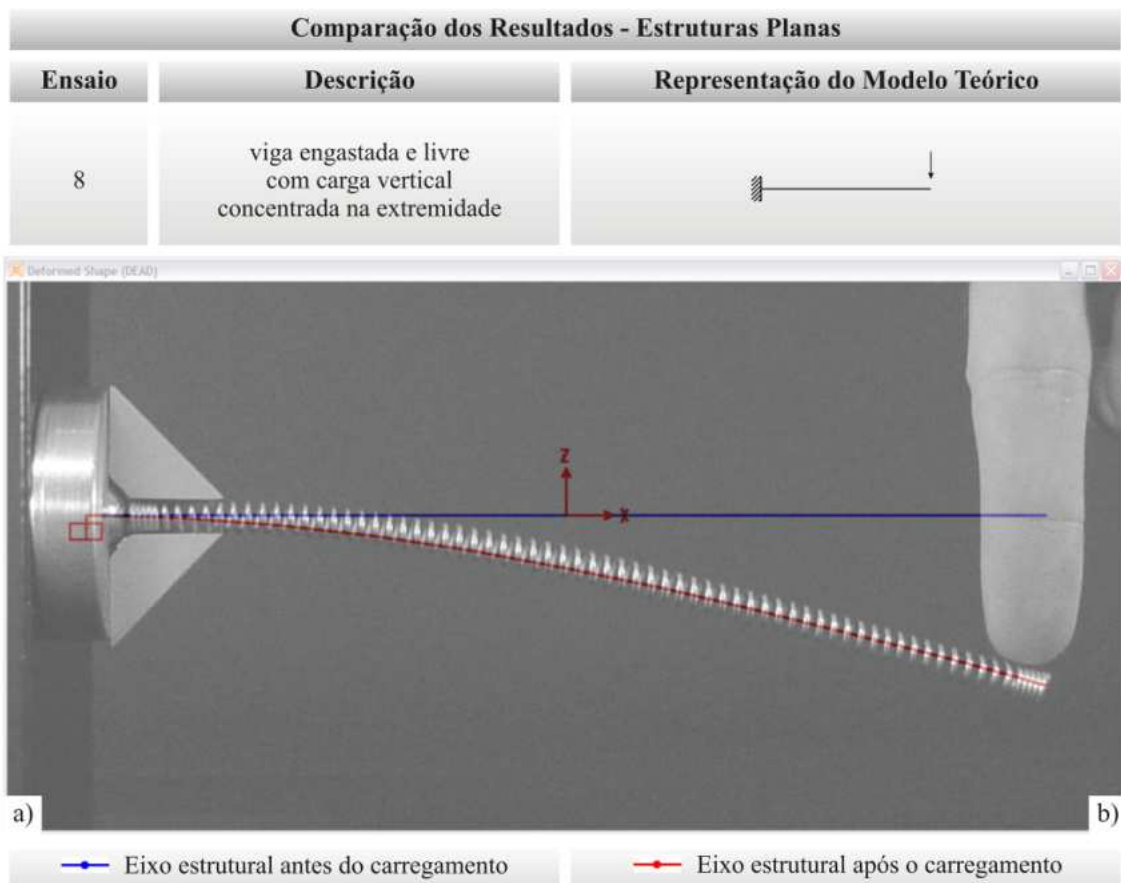 Comparação dos Resultados - Estruturas Planas
Ensaio
Descrição
Representação do Modelo Teórico
8
viga engastada e livre
com carga vertical
concentrada na extremidade
Deformed Shape (DEAD)
Z
X
a)
b)
Eixo estrutural antes do carregamento
Eixo estrutural após o carregamento